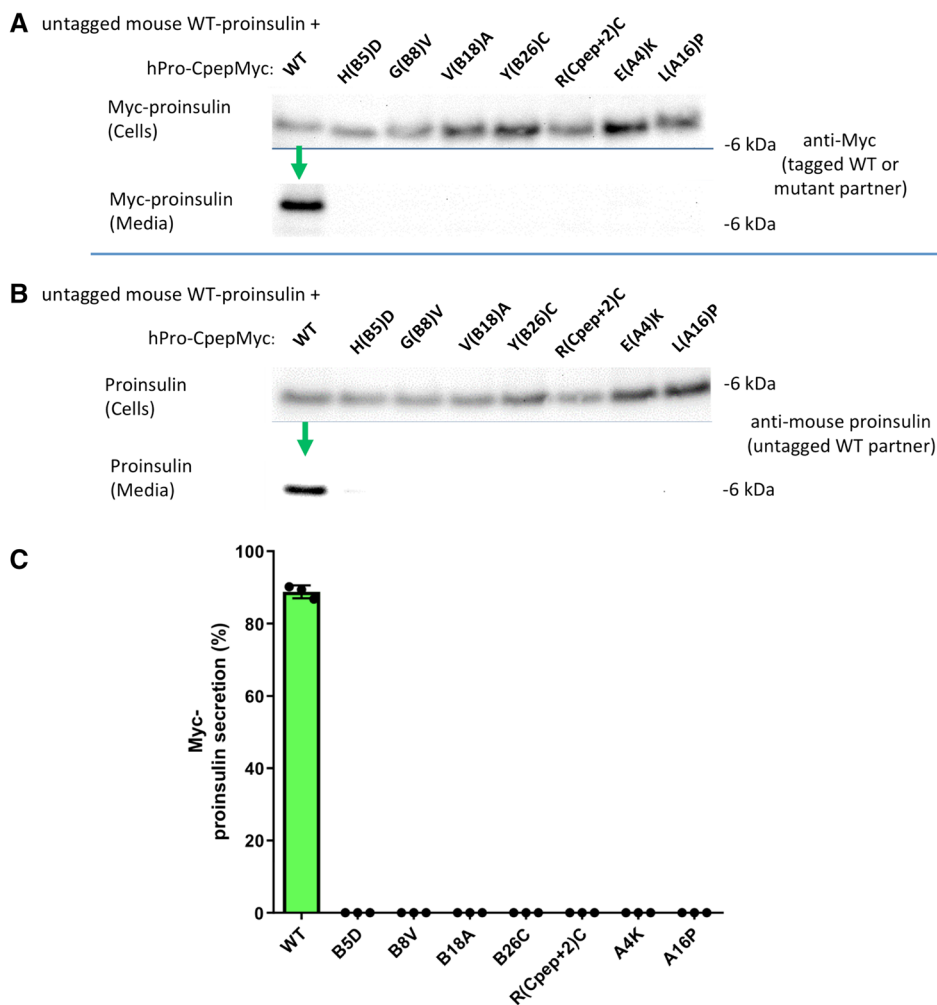 A untagged mouse WT-proinsulin +
hPro-CpepMyc: WT H(B5)D G(B8)V V(B18)A Y(B26)C R(Cpep+2)C E(A4)K L(A16)P
Myc-proinsulin
(Cells)
-6 kDa
anti-Myc
(tagged WT or
mutant partner)
Myc-proinsulin
(Media)
-6 kDa
B untagged mouse WT-proinsulin +
hPro-CpepMyc: WT H(B5)D G(B8)V V(B18)A Y(B26)C R(Cpep+2)C E(A4)K L(A16)P
Proinsulin
(Cells)
-6 kDa
anti-mouse proinsulin
(untagged WT partner)
Proinsulin
(Media)
-6 kDa
C
Myc-
proinsulin secretion (%)
100
80
60
40
20
0
WT B5D B8V B18A B26C R(Cpep+2)C A4K A16P